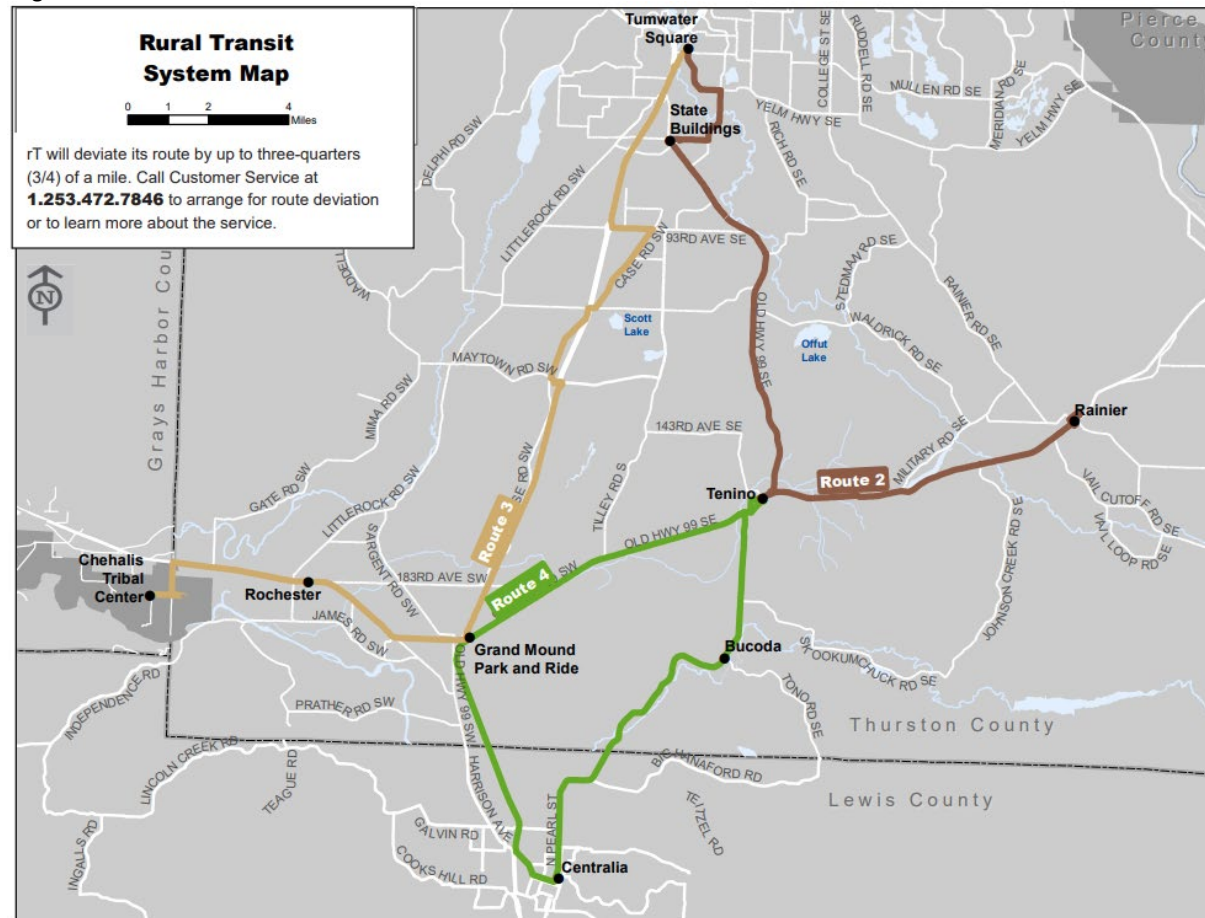 Rural Transit
System Map
0 1 2 4
Miles
rT will deviate its route by up to three-quarters
(3/4) of a mile. Call Customer Service at
1.253.472.7846 to arrange for route deviation
or to learn more about the service.
N
Tumwater
Square
State
Buildings
Pierce
County
COLLEGE ST SE
RUDDELL RD SE
MULLEN RD SE
MERIDIAN RD SE
YELM HWY SE
YELM HWY SE
RICH RD SE
DELPHI RD SW
LITTLEROCK RD SW
WADDELL
CASE RD SW
93RD AVE SE
STEDMAN RD SE
RAINIER RD SE
WALDRICK RD SE
OLD HWY 99 SE
Scott
Lake
Offut
Lake
Grays Harbor Cou
MAYTOWN RD SW
MIMA RD SW
143RD AVE SE
MILITARY RD SE
Rainier
GATE RD SW
LITTLEROCK RD SW
SE RD SW
Route 3
TILLEY RD S
Tenino
Route 2
VAIL CUTOFF RD SE
VAIL LOOP RD SE
OLD HWY 99 SE
SARGENT RD SW
Chehalis
Tribal
Center
Rochester
183RD AVE SW
SW
Route 4
JOHNSON CREEK RD SE
JAMES RD SW
Grand Mound
Park and Ride
Bucoda
SKOOKUMCHUCK RD SE
INDEPENDENCE RD
PRATHER RD SW
OLD HWY 99 SW
TONO RD SE
Thurston County
LINCOLN CREEK RD
TEAGUE RD
HARRISON AVE
BIG HANAFORD RD
Lewis County
TEITZEL RD
N PEARL ST
GALVIN RD
INGALLS RD
COOKS HILL RD
Centralia